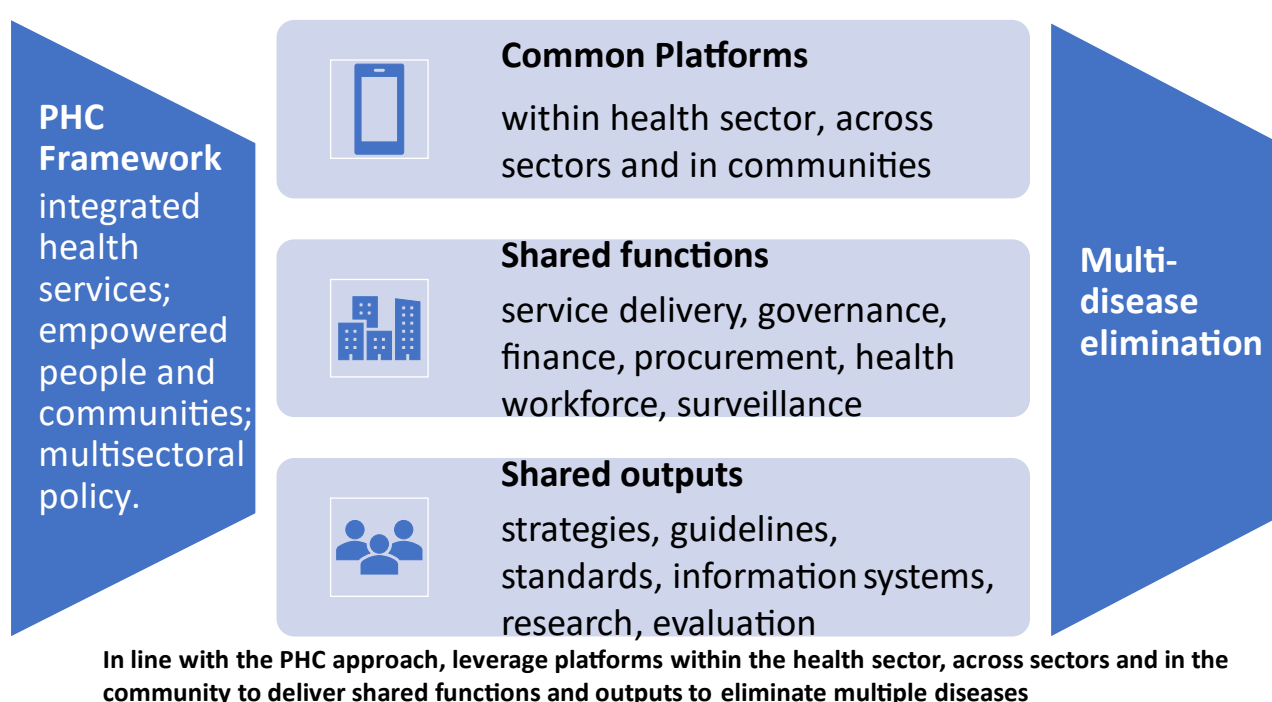 PHC
Framework
integrated
health
services;
empowered
people and
communities;
multisectoral
policy.
Common Platforms
within health sector, across
sectors and in communities
Shared functions
service delivery, governance,
finance, procurement, health
workforce, surveillance
Shared outputs
strategies, guidelines,
standards, information systems,
research, evaluation
Multi-
disease
elimination
In line with the PHC approach, leverage platforms within the health sector, across sectors and in the
community to deliver shared functions and outputs to eliminate multiple diseases